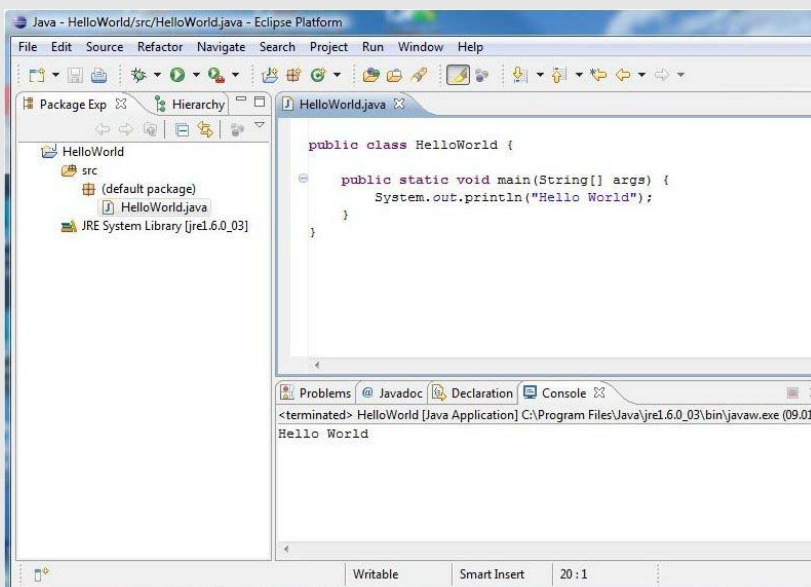 Java - HelloWorld/src/HelloWorld.java - Eclipse Platform
File Edit Source Refactor Navigate Search Project Run Window Help
Package Exp Hierarchy
HelloWorld
src
(default package)
HelloWorld.java
JRE System Library [jre1.6.0_03]
HelloWorld.java
public class HelloWorld {
public static void main(String[] args) {
System.out.println("Hello World");
}
}
Problems @ Javadoc Declaration Console
<terminated> HelloWorld [Java Application] C:\Program Files\Java\jre1.6.0_03\bin\javaw.exe (09.01
Hello World
Writable Smart Insert 20 : 1